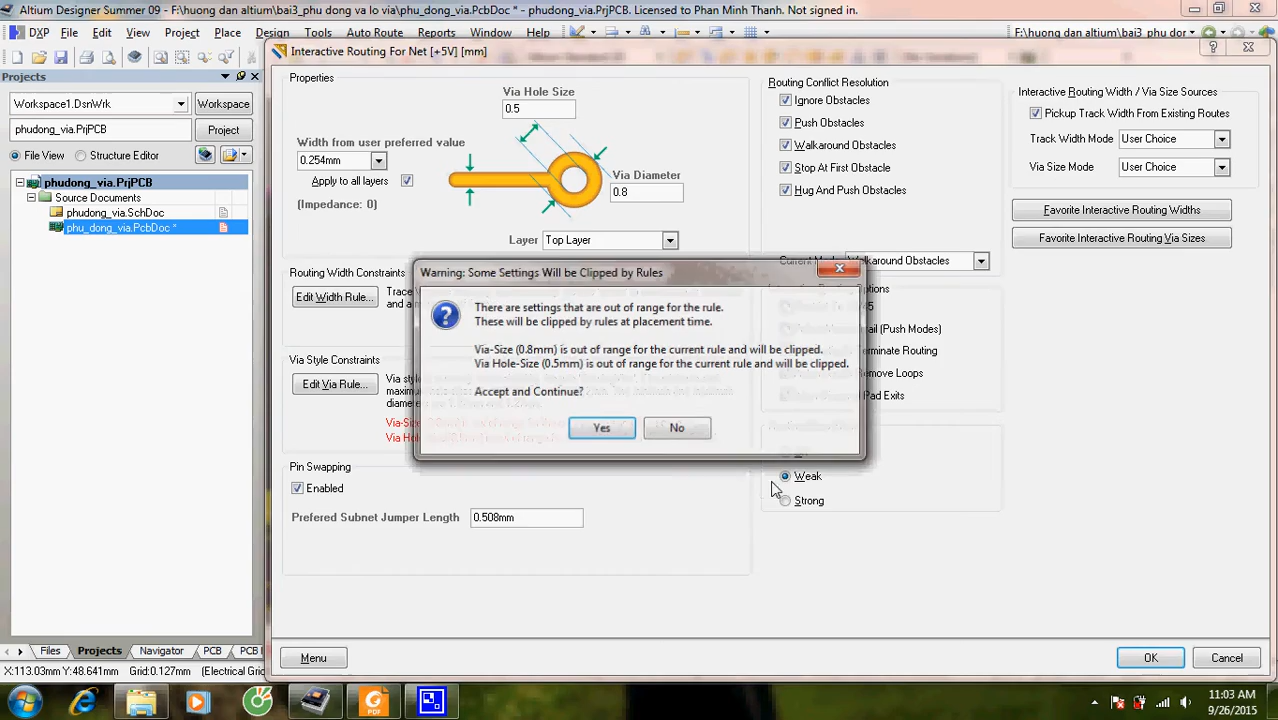 Altium Designer Summer 09 - F:\huong dan altium\bai3_phu dong va lo via\phu_dong_via.PcbDoc * - phudong_via.PrjPCB. Licensed to Phan Minh Thanh. Not signed in.
DXP File Edit View Project Place Design Tools Auto Route Reports Window Help F:\huong dan altium\bai3_phu dor
Interactive Routing For Net [+5V] [mm]
Projects
Workspace1.DsnWrk Workspace
phudong_via.PrjPCB Project
File View Structure Editor
phudong_via.PrjPCB
Source Documents
phudong_via.SchDoc
phu_dong_via.PcbDoc *
Properties
Via Hole Size
0.5
Width from user preferred value
0.254mm
Apply to all layers
(Impedance: 0)
Via Diameter
0.8
Layer Top Layer
Routing Width Constraints
Edit Width Rule...
Via Style Constraints
Edit Via Rule...
Pin Swapping
Enabled
Prefered Subnet Jumper Length 0.508mm
Routing Conflict Resolution
Ignore Obstacles
Push Obstacles
Walkaround Obstacles
Stop At First Obstacle
Hug And Push Obstacles
Walkaround Obstacles
Weak
Strong
Interactive Routing Width / Via Size Sources
Pickup Track Width From Existing Routes
Track Width Mode User Choice
Via Size Mode User Choice
Favorite Interactive Routing Widths
Favorite Interactive Routing Via Sizes
Warning: Some Settings Will be Clipped by Rules
There are settings that are out of range for the rule.
These will be clipped by rules at placement time.
Via-Size (0.8mm) is out of range for the current rule and will be clipped.
Via Hole-Size (0.5mm) is out of range for the current rule and will be clipped.
Accept and Continue?
Yes No
Menu OK Cancel
Files Projects Navigator PCB PCB
X:113.03mm Y:48.641mm Grid:0.127mm (Electrical Gri
11:03 AM
9/26/2015